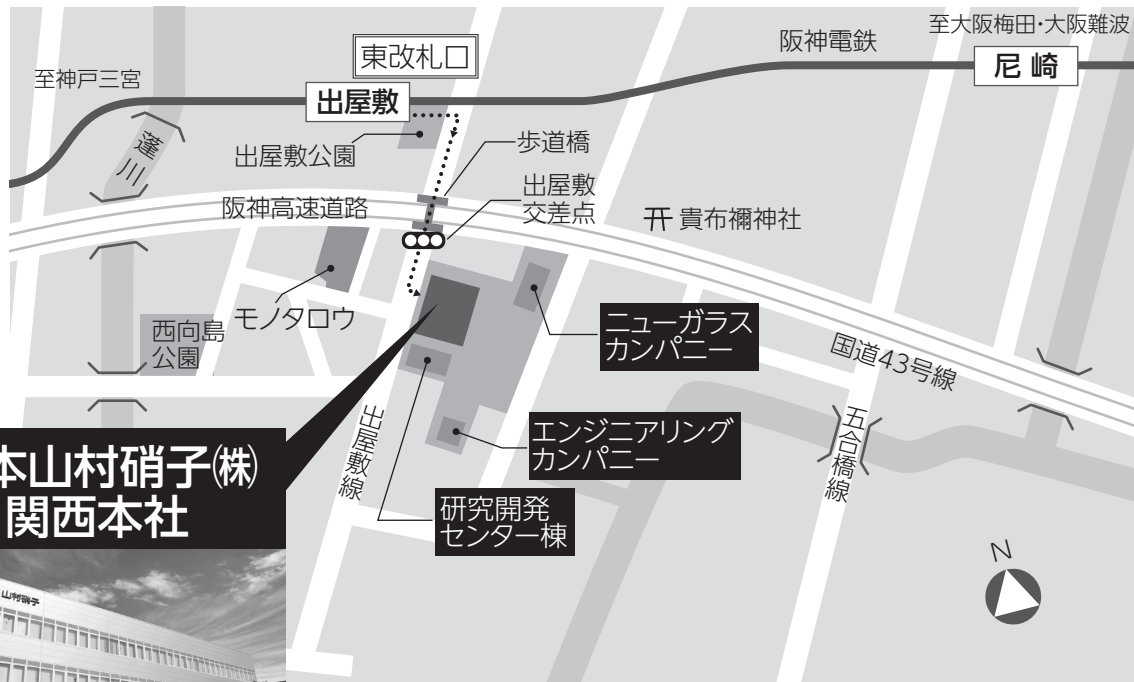 至大阪梅田・大阪難波
阪神電鉄
尼崎
東改札口
至神戸三宮
出屋敷
蓬川
出屋敷公園
歩道橋
出屋敷
交差点
阪神高速道路
貴布禰神社
モノタロウ
西向島
公園
ニューガラス
カンパニー
国道43号線
出屋敷線
五合橋線
エンジニアリング
カンパニー
本山村硝子㈱
関西本社
研究開発
センター棟
N
山村硝子